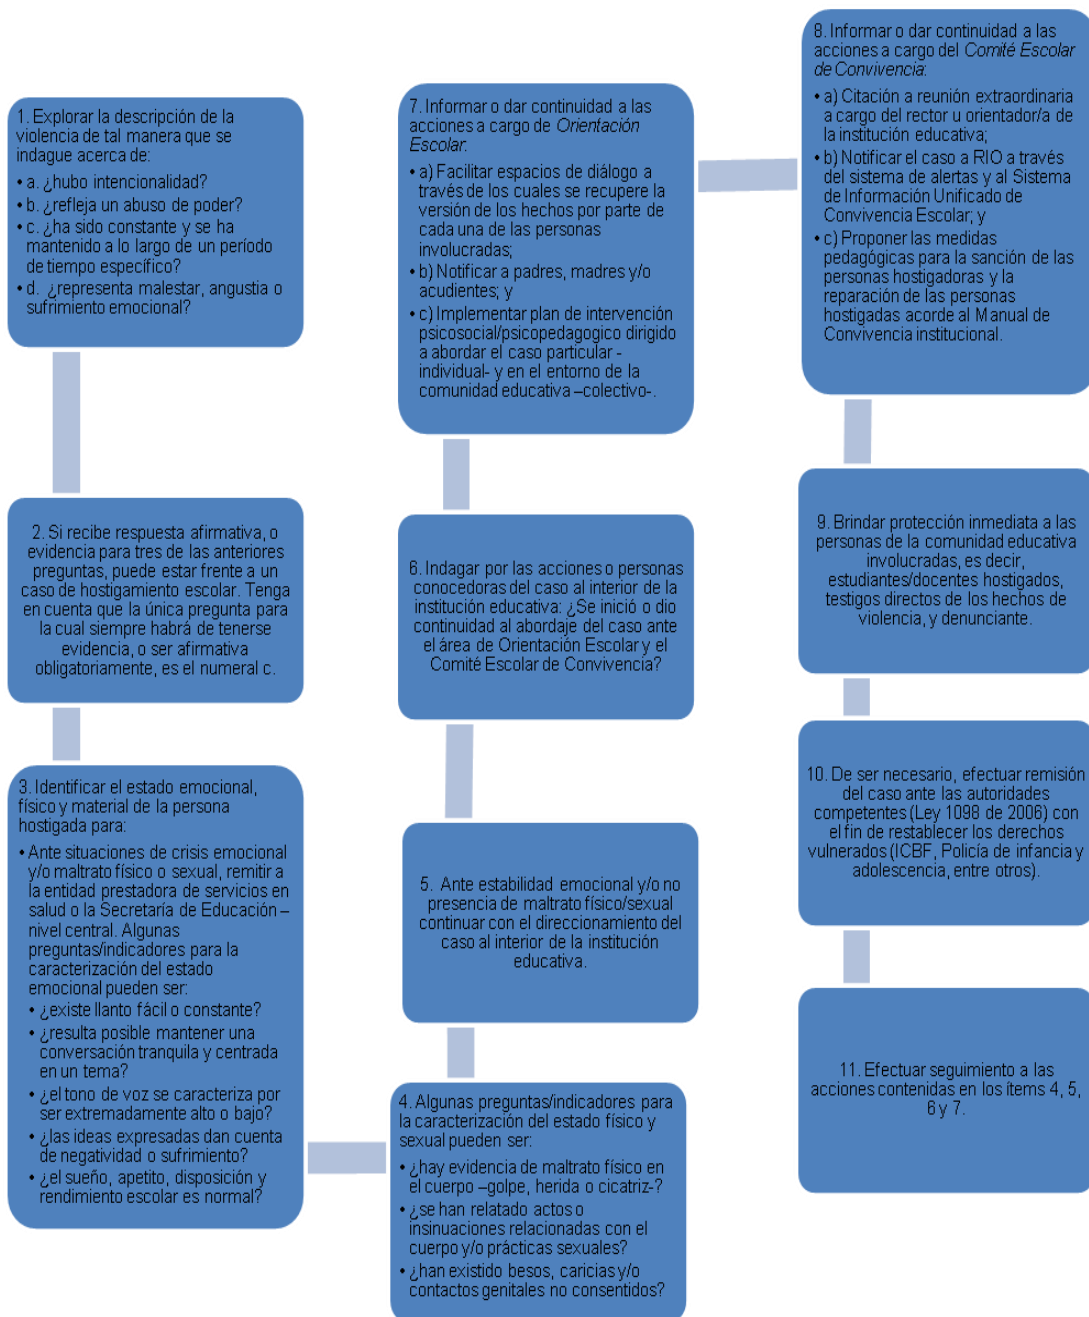 1. Explorar la descripción de la
violencia de tal manera que se
indague acerca de:
• a. ¿hubo intencionalidad?
• b. ¿refleja un abuso de poder?
• c. ¿ha sido constante y se ha
mantenido a lo largo de un período
de tiempo específico?
• d. ¿representa malestar, angustia o
sufrimiento emocional?
2. Si recibe respuesta afirmativa, o
evidencia para tres de las anteriores
preguntas, puede estar frente a un
caso de hostigamiento escolar. Tenga
en cuenta que la única pregunta para
la cual siempre habrá de tenerse
evidencia, o ser afirmativa
obligatoriamente, es el numeral c.
3. Identificar el estado emocional,
físico y material de la persona
hostigada para:
• Ante situaciones de crisis emocional
y/o maltrato físico o sexual, remitir a
la entidad prestadora de servicios en
salud o la Secretaría de Educación –
nivel central. Algunas
preguntas/indicadores para la
caracterización del estado
emocional pueden ser:
• ¿existe llanto fácil o constante?
• ¿resulta posible mantener una
conversación tranquila y centrada
en un tema?
• ¿el tono de voz se caracteriza por
ser extremadamente alto o bajo?
• ¿las ideas expresadas dan cuenta
de negatividad o sufrimiento?
• ¿el sueño, apetito, disposición y
rendimiento escolar es normal?
4. Algunas preguntas/indicadores para
la caracterización del estado físico y
sexual pueden ser:
• ¿hay evidencia de maltrato físico en
el cuerpo –golpe, herida o cicatriz-?
• ¿se han relatado actos o
insinuaciones relacionadas con el
cuerpo y/o prácticas sexuales?
• ¿han existido besos, caricias y/o
contactos genitales no consentidos?
5. Ante estabilidad emocional y/o no
presencia de maltrato físico/sexual
continuar con el direccionamiento del
caso al interior de la institución
educativa.
6. Indagar por las acciones o personas
conocedoras del caso al interior de la
institución educativa: ¿Se inició o dio
continuidad al abordaje del caso ante
el área de Orientación Escolar y el
Comité Escolar de Convivencia?
7. Informar o dar continuidad a las
acciones a cargo de Orientación
Escolar:
• a) Facilitar espacios de diálogo a
través de los cuales se recupere la
versión de los hechos por parte de
cada una de las personas
involucradas;
• b) Notificar a padres, madres y/o
acudientes; y
• c) Implementar plan de intervención
psicosocial/psicopedagogico dirigido
a abordar el caso particular -
individual- y en el entorno de la
comunidad educativa –colectivo-.
8. Informar o dar continuidad a las
acciones a cargo del Comité Escolar
de Convivencia:
• a) Citación a reunión extraordinaria
a cargo del rector u orientador/a de
la institución educativa;
• b) Notificar el caso a RIO a través
del sistema de alertas y al Sistema
de Información Unificado de
Convivencia Escolar; y
• c) Proponer las medidas
pedagógicas para la sanción de las
personas hostigadoras y la
reparación de las personas
hostigadas acorde al Manual de
Convivencia institucional.
9. Brindar protección inmediata a las
personas de la comunidad educativa
involucradas, es decir,
estudiantes/docentes hostigados,
testigos directos de los hechos de
violencia, y denunciante.
10. De ser necesario, efectuar remisión
del caso ante las autoridades
competentes (Ley 1098 de 2006) con
el fin de restablecer los derechos
vulnerados (ICBF, Policía de infancia y
adolescencia, entre otros).
11. Efectuar seguimiento a las
acciones contenidas en los ítems 4, 5,
6 y 7.